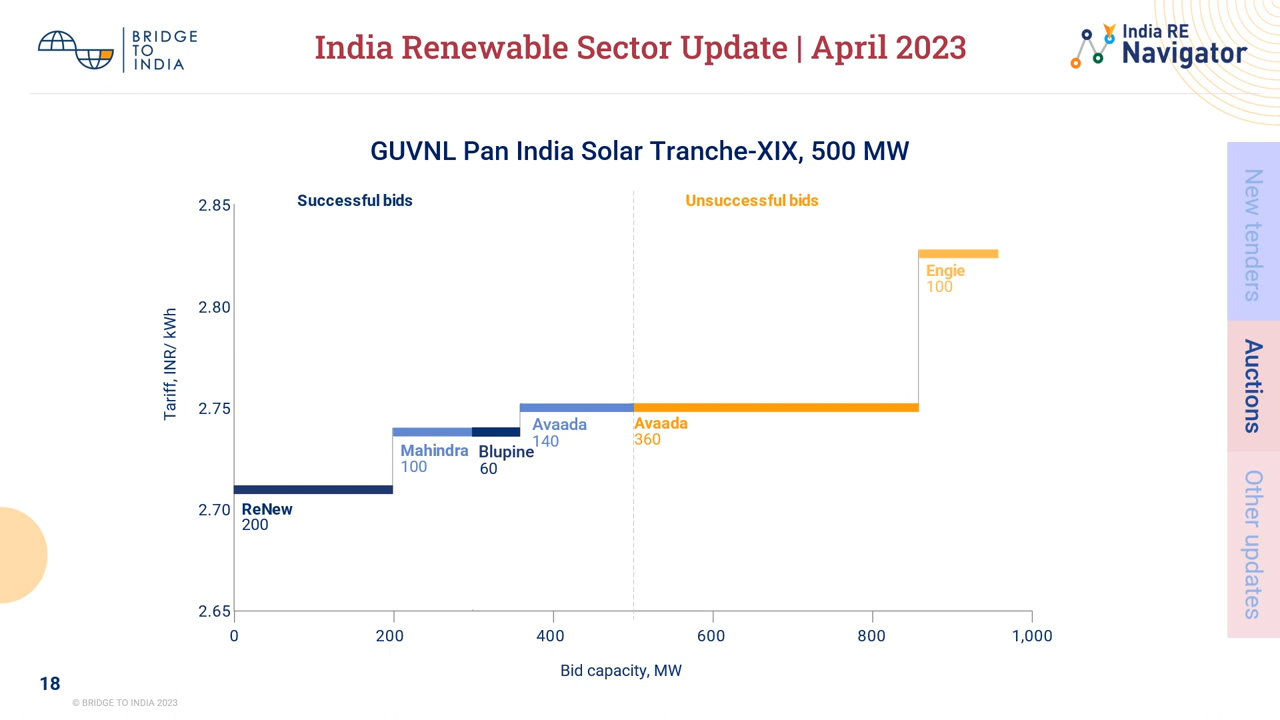 BRIDGE
TO
INDIA
India Renewable Sector Update | April 2023
India RE
Navigator
GUVNL Pan India Solar Tranche-XIX, 500 MW
Successful bids
Unsuccessful bids
2.85
2.80
2.75
2.70
2.65
Tariff, INR/ kWh
Engie
100
Avaada
140
Avaada
360
Mahindra
100
Blupine
60
ReNew
200
0
200
400
600
800
1,000
Bid capacity, MW
New tenders
Auctions
Other updates
18
© BRIDGE TO INDIA 2023